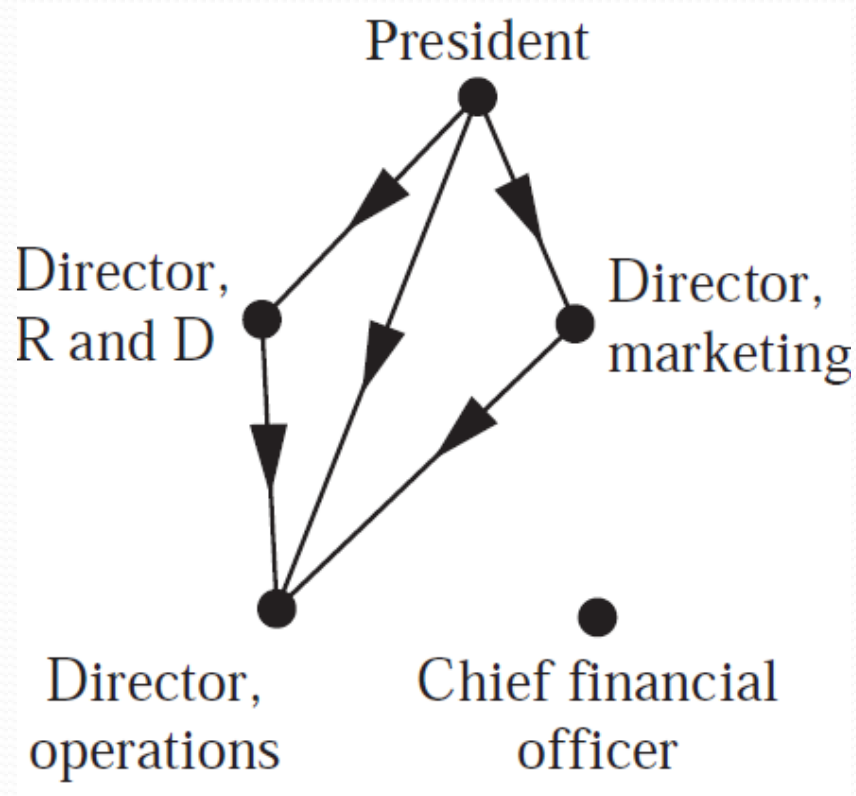 President
Director,
R and D
Director,
marketing
Director,
operations
Chief financial
officer